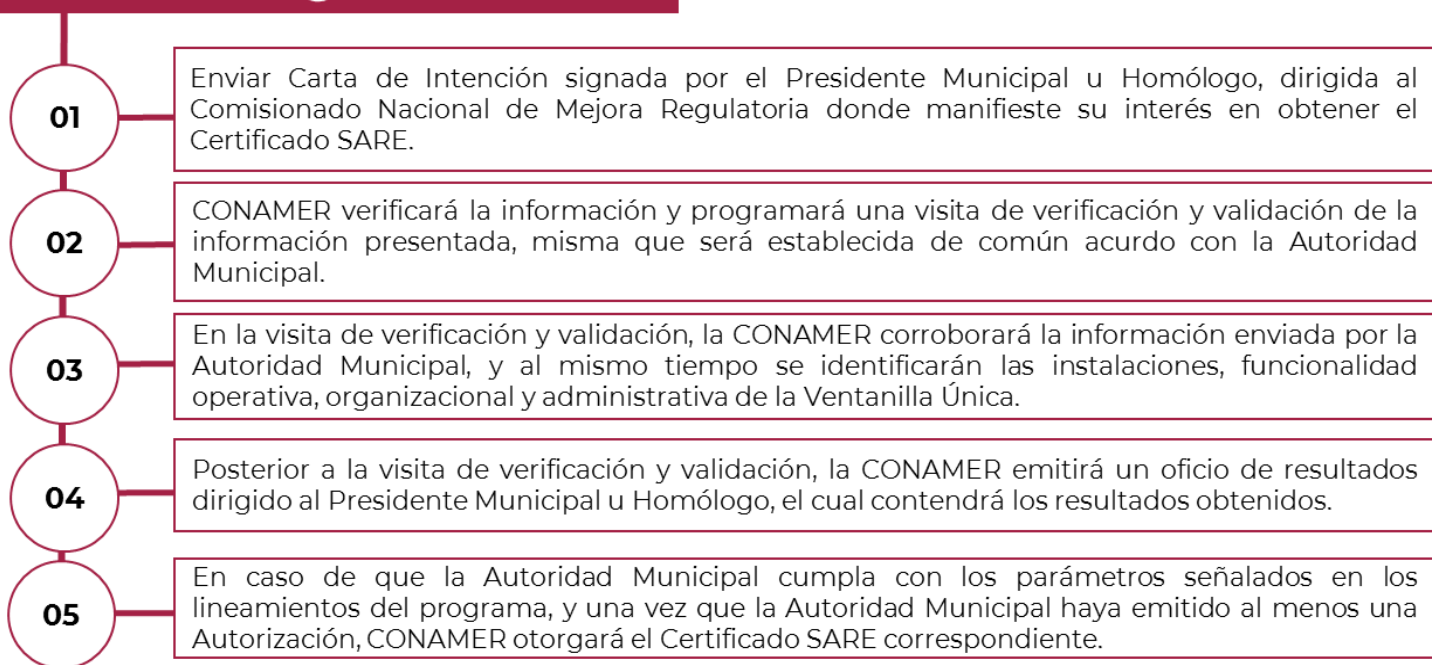 01
Enviar Carta de Intención signada por el Presidente Municipal u Homólogo, dirigida al
Comisionado Nacional de Mejora Regulatoria donde manifieste su interés en obtener el
Certificado SARE.
02
CONAMER verificará la información y programará una visita de verificación y validación de la
información presentada, misma que será establecida de común acurdo con la Autoridad
Municipal.
03
En la visita de verificación y validación, la CONAMER corroborará la información enviada por la
Autoridad Municipal, y al mismo tiempo se identificarán las instalaciones, funcionalidad
operativa, organizacional y administrativa de la Ventanilla Única.
04
Posterior a la visita de verificación y validación, la CONAMER emitirá un oficio de resultados
dirigido al Presidente Municipal u Homólogo, el cual contendrá los resultados obtenidos.
05
En caso de que la Autoridad Municipal cumpla con los parámetros señalados en los
lineamientos del programa, y una vez que la Autoridad Municipal haya emitido al menos una
Autorización, CONAMER otorgará el Certificado SARE correspondiente.